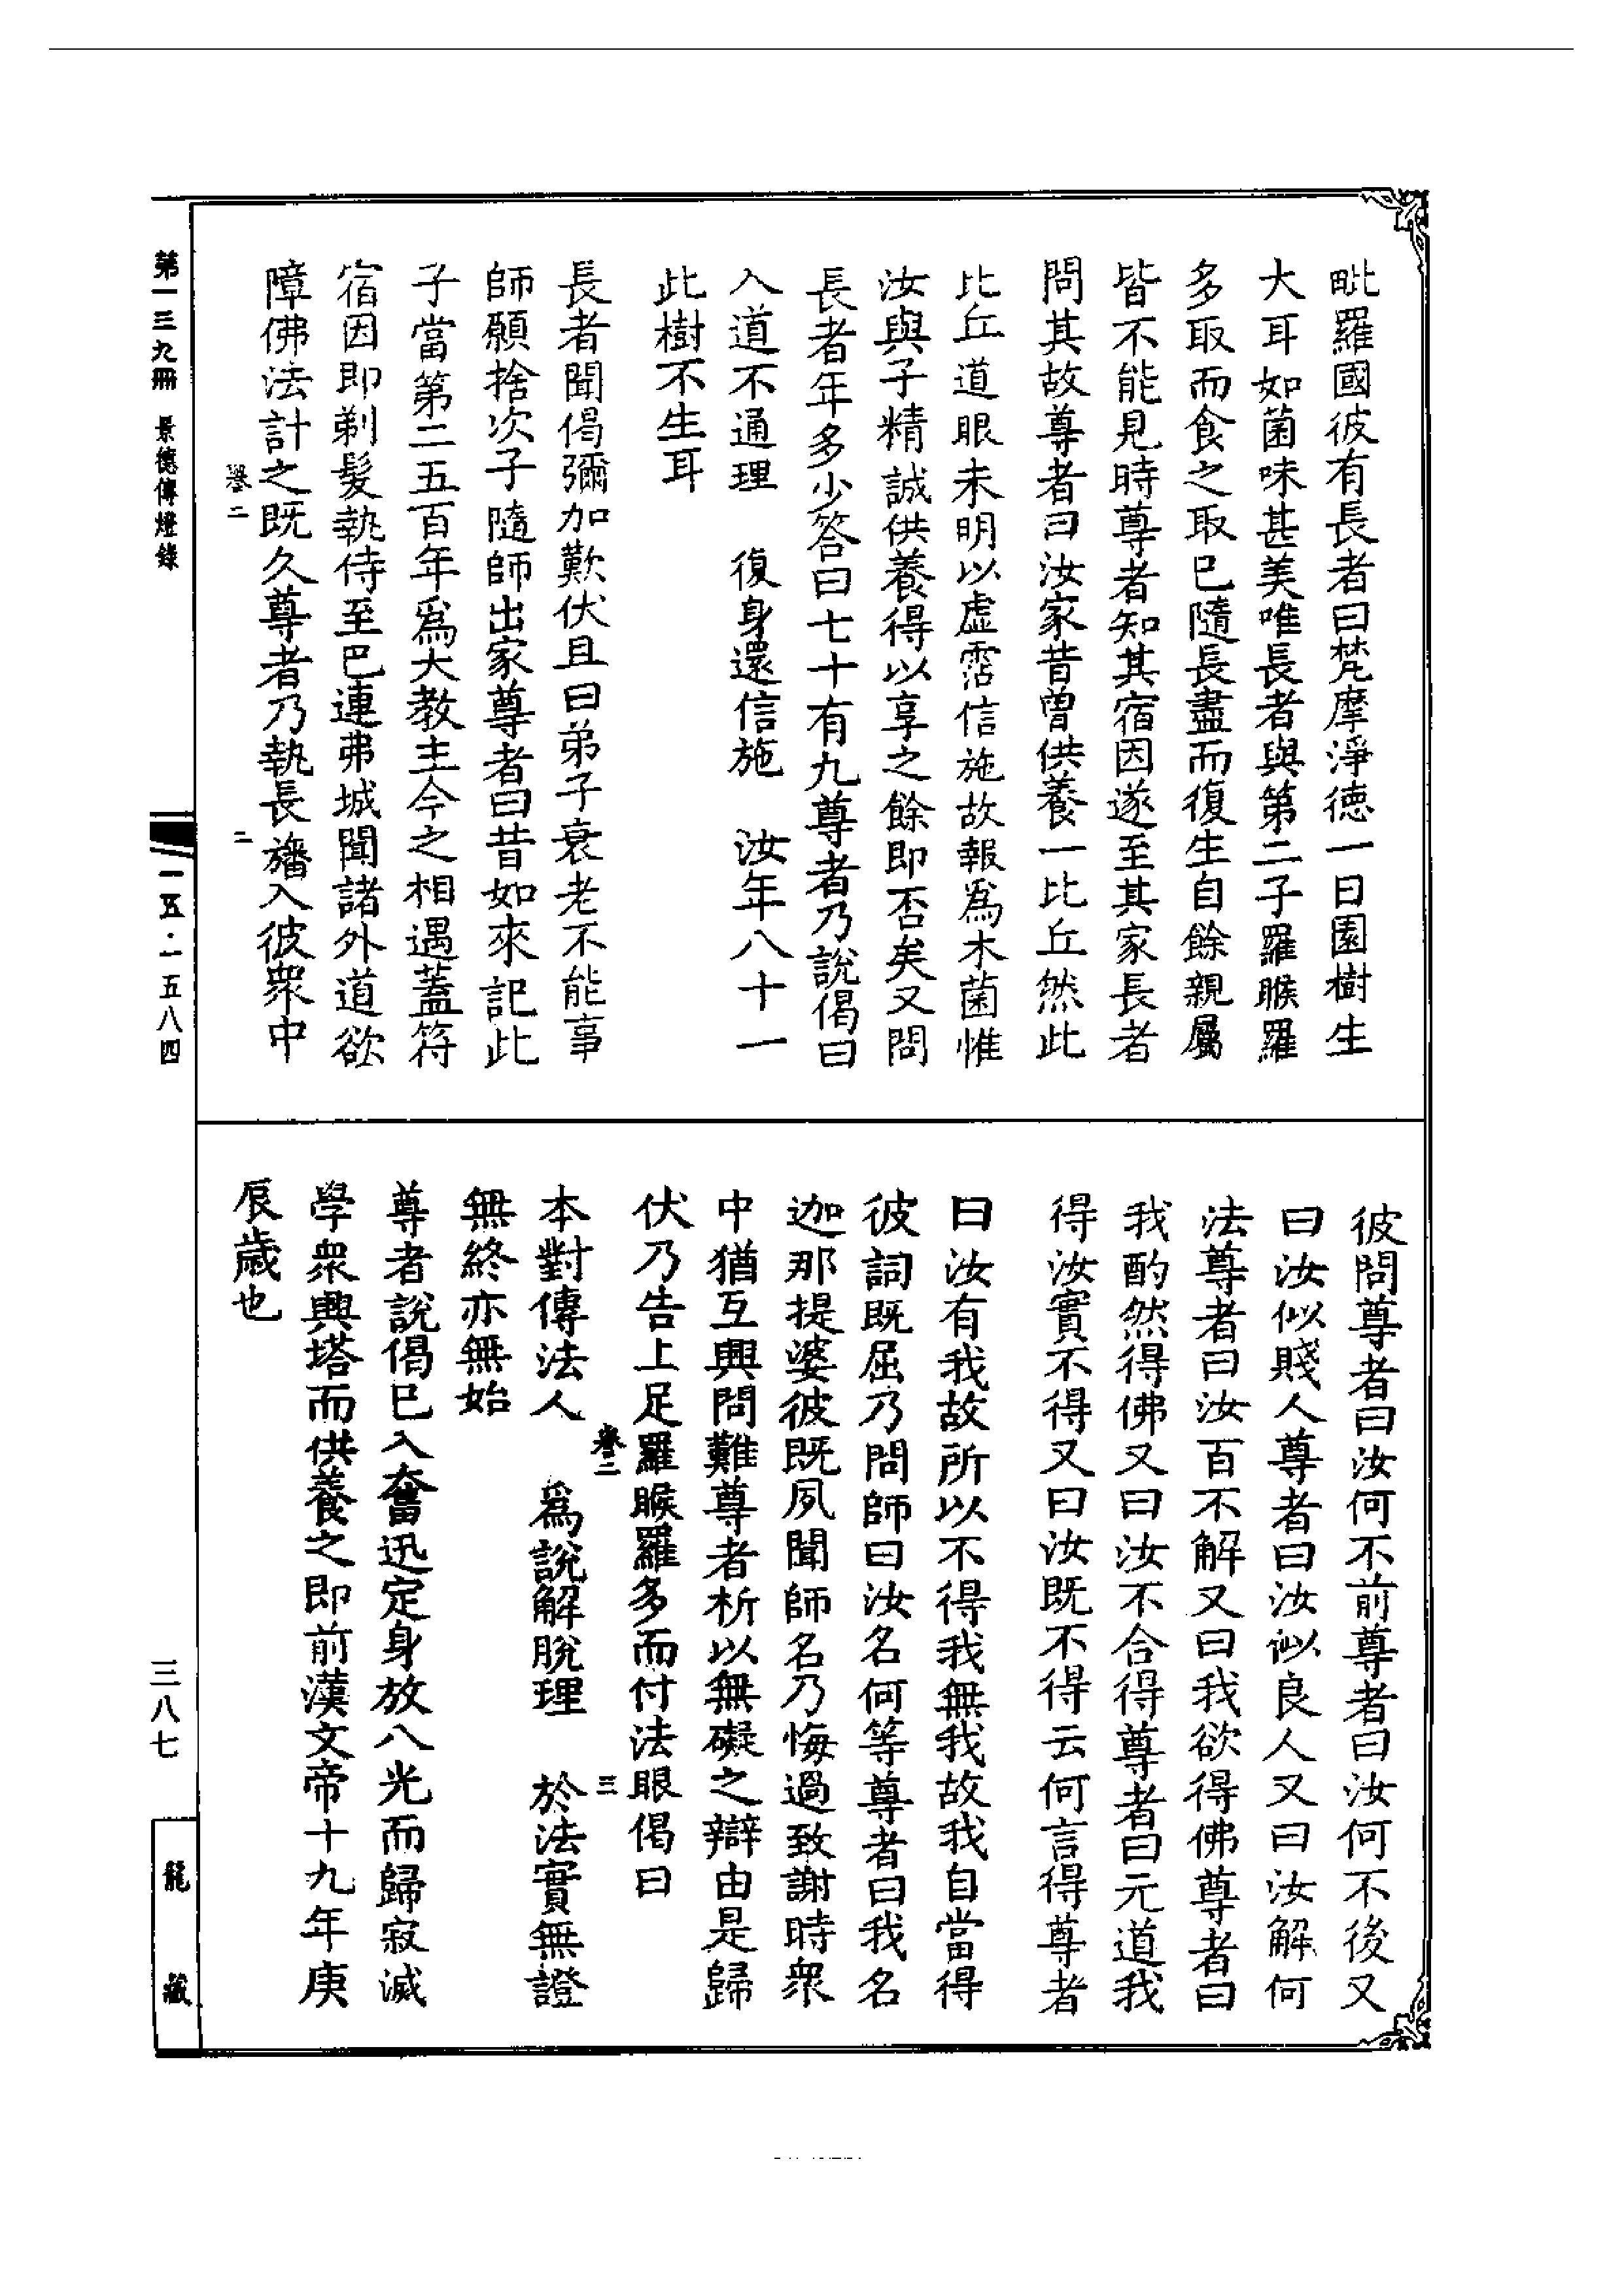 毗羅國彼有長者曰梵摩淨德一日園樹生
大耳如菌味甚美唯長者與第二子羅睺羅
多取而食之取已隨長盡而復生自餘親屬
皆不能見時尊者知其宿因遂至其家長者
問其故尊者曰汝家昔曾供養一比丘然此
比丘道眼未明以虛霑信施故報爲木菌惟
汝與子精誠供養得以享之餘即否矣又問
長者年多少答曰七十有九尊者乃說偈曰
入道不通理 復身還信施 汝年八十一
此樹不生耳
長者聞偈彌加歎伏且曰弟子衰老不能事
師願捨次子隨師出家尊者曰昔如來記此
子當第二五百年爲大教主今之相遇蓋符
宿因即剃髮執侍至巴連弗城聞諸外道欲
障佛法計之既久尊者乃執長旛入彼衆中
卷二 二
彼問尊者曰汝何不前尊者曰汝何不後又
曰汝似賤人尊者曰汝似良人又曰汝解何
法尊者曰汝百不解又曰我欲得佛尊者曰
我酌然得佛又曰汝不合得尊者曰元道我
得汝實不得又曰汝既不得云何言得尊者
曰汝有我故所以不得我無我故我自當得
彼詞既屈乃問師曰汝名何等尊者曰我名
迦那提婆彼既夙聞師名乃悔過致謝時衆
中猶互興問難尊者析以無礙之辯由是歸
伏乃告上足羅睺羅多而付法眼偈曰
卷二 三
本對傳法人 爲說解脫理 於法實無證
無終亦無始
尊者說偈已入奮迅定身放八光而歸寂滅
學衆興塔而供養之即前漢文帝十九年庚
辰歲也
第一三九冊 景德傳燈錄
一五·一五八四
三八七
龍藏